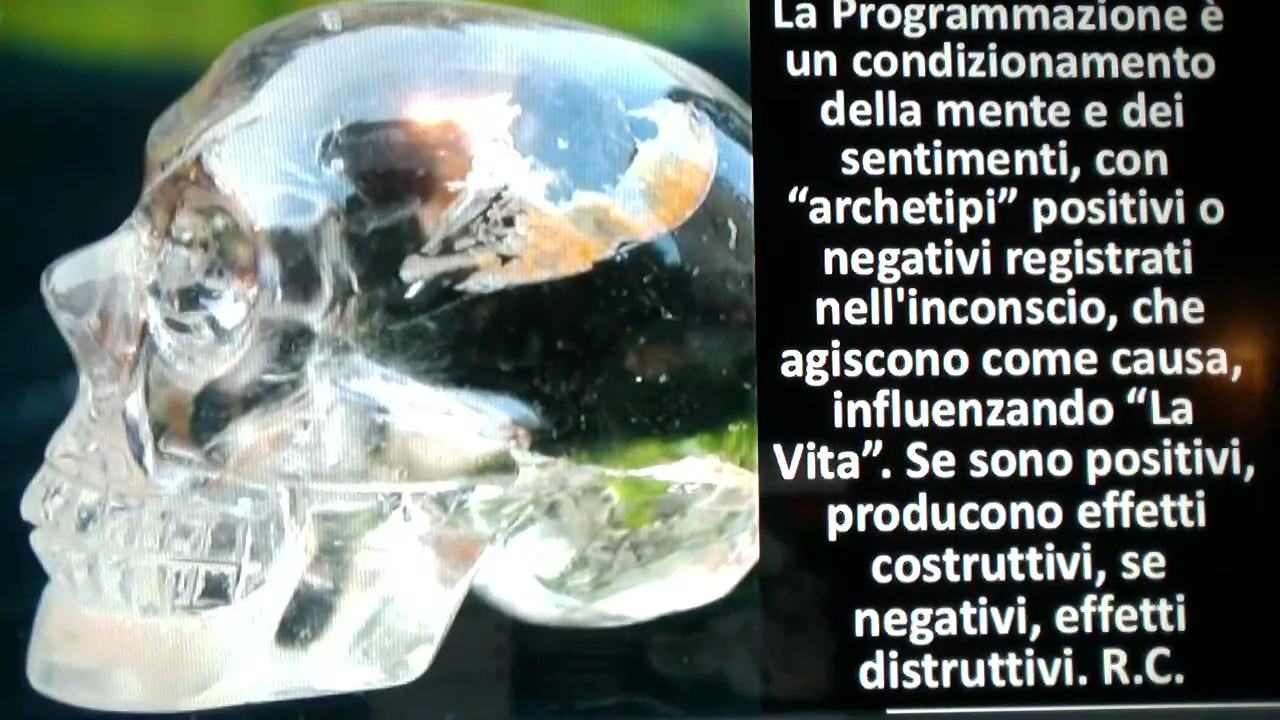 La Programmazione è
un condizionamento
della mente e dei
sentimenti, con
“archetipi” positivi o
negativi registrati
nell'inconscio, che
agiscono come causa,
influenzando “La
Vita”. Se sono positivi,
producono effetti
costruttivi, se
negativi, effetti
distruttivi. R.C.